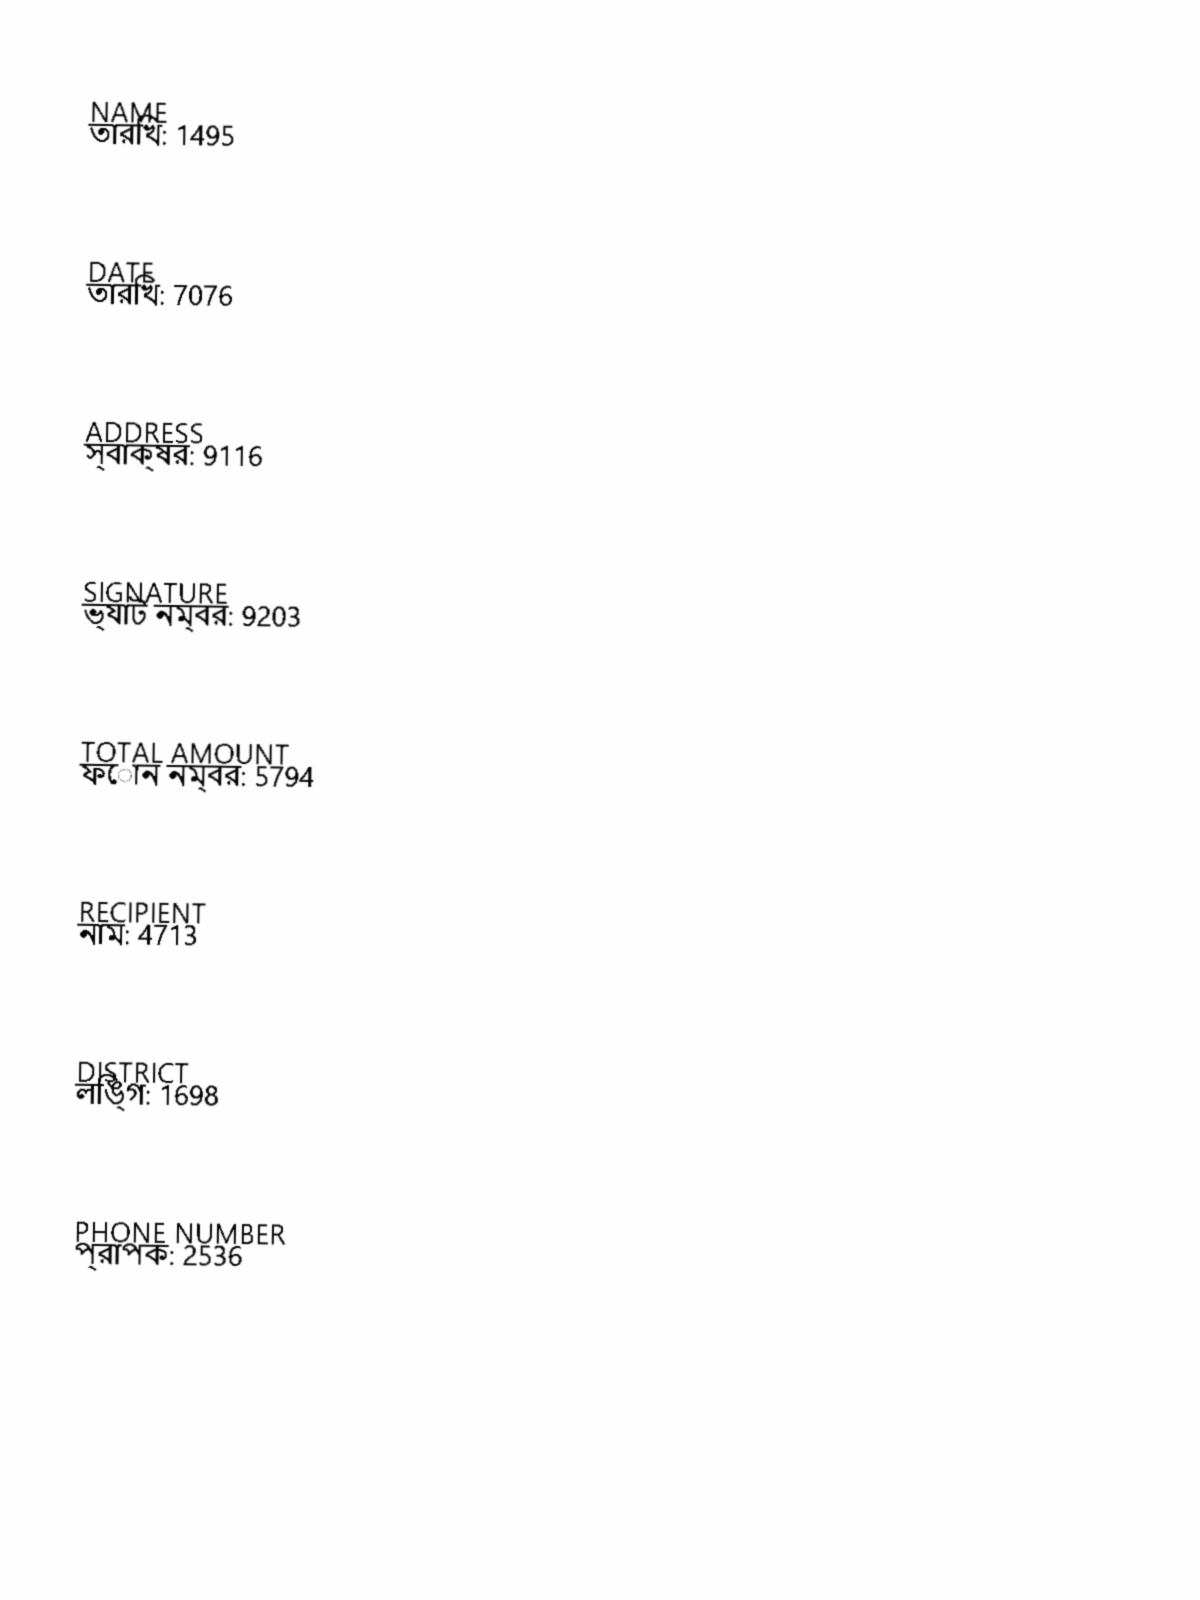 NAME
তারিখ: 1495
DATE
তারিখ: 7076
ADDRESS
স্বাক্ষর: 9116
SIGNATURE
ভ্যাট নম্বর: 9203
TOTAL AMOUNT
ফোন নম্বর: 5794
RECIPIENT
নাম: 4713
DISTRICT
লিঙ্গ: 1698
PHONE NUMBER
প্রাপক: 2536